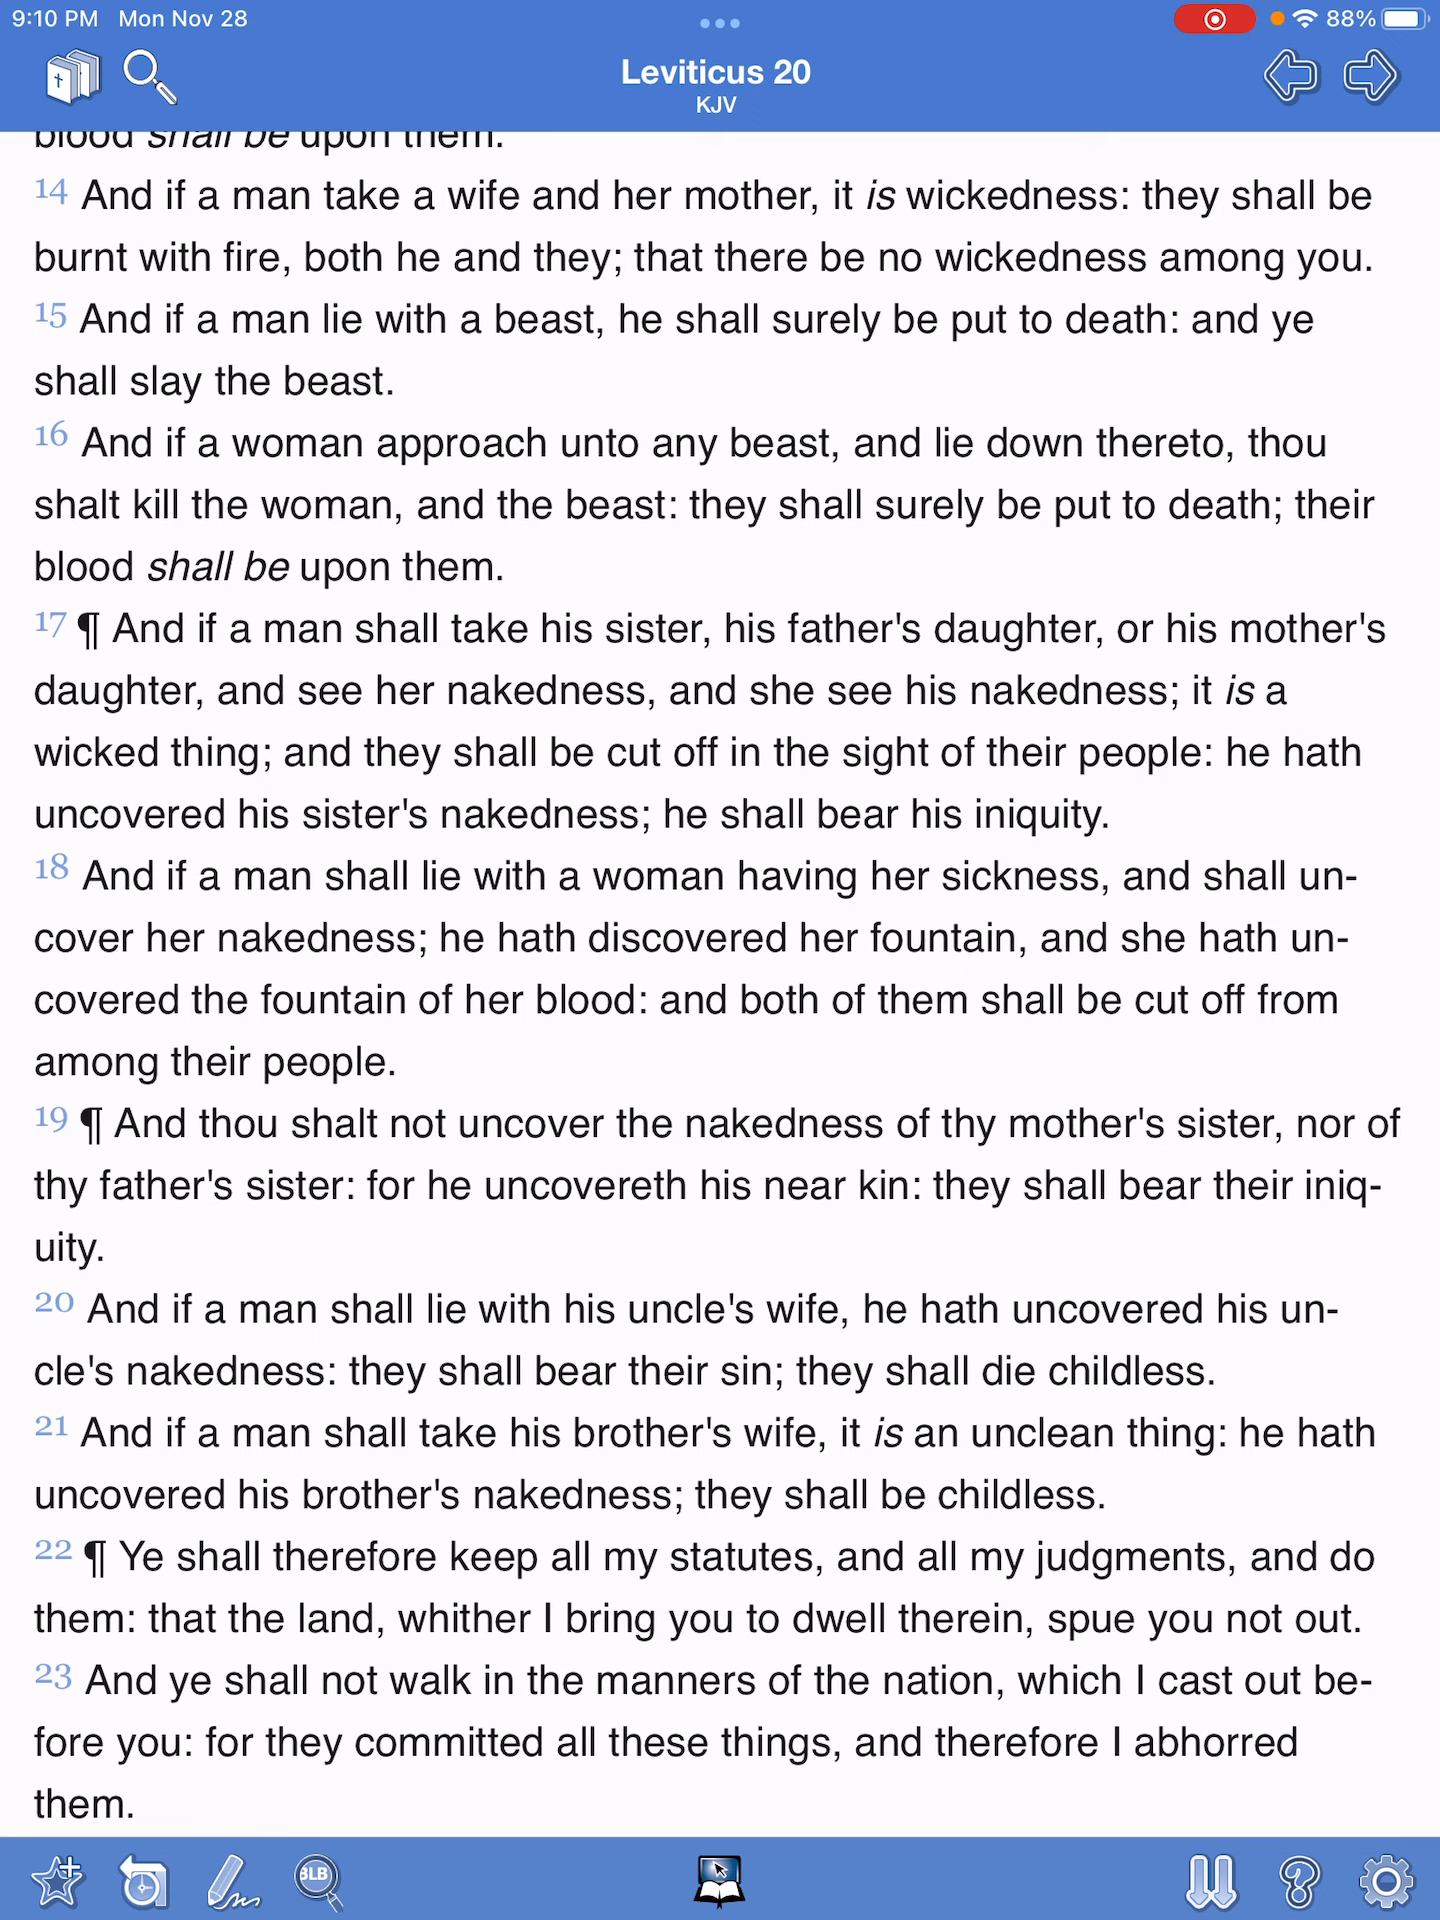 9:10 PM Mon Nov 28
88%
Leviticus 20
KJV
blood shall be upon them.
14 And if a man take a wife and her mother, it is wickedness: they shall be
burnt with fire, both he and they; that there be no wickedness among you.
15 And if a man lie with a beast, he shall surely be put to death: and ye
shall slay the beast.
16 And if a woman approach unto any beast, and lie down thereto, thou
shalt kill the woman, and the beast: they shall surely be put to death; their
blood shall be upon them.
17 ¶ And if a man shall take his sister, his father's daughter, or his mother's
daughter, and see her nakedness, and she see his nakedness; it is a
wicked thing; and they shall be cut off in the sight of their people: he hath
uncovered his sister's nakedness; he shall bear his iniquity.
18 And if a man shall lie with a woman having her sickness, and shall un-
cover her nakedness; he hath discovered her fountain, and she hath un-
covered the fountain of her blood: and both of them shall be cut off from
among their people.
19 ¶ And thou shalt not uncover the nakedness of thy mother's sister, nor of
thy father's sister: for he uncovereth his near kin: they shall bear their iniq-
uity.
20 And if a man shall lie with his uncle's wife, he hath uncovered his un-
cle's nakedness: they shall bear their sin; they shall die childless.
21 And if a man shall take his brother's wife, it is an unclean thing: he hath
uncovered his brother's nakedness; they shall be childless.
22 ¶ Ye shall therefore keep all my statutes, and all my judgments, and do
them: that the land, whither I bring you to dwell therein, spue you not out.
23 And ye shall not walk in the manners of the nation, which I cast out be-
fore you: for they committed all these things, and therefore I abhorred
them.
BLB